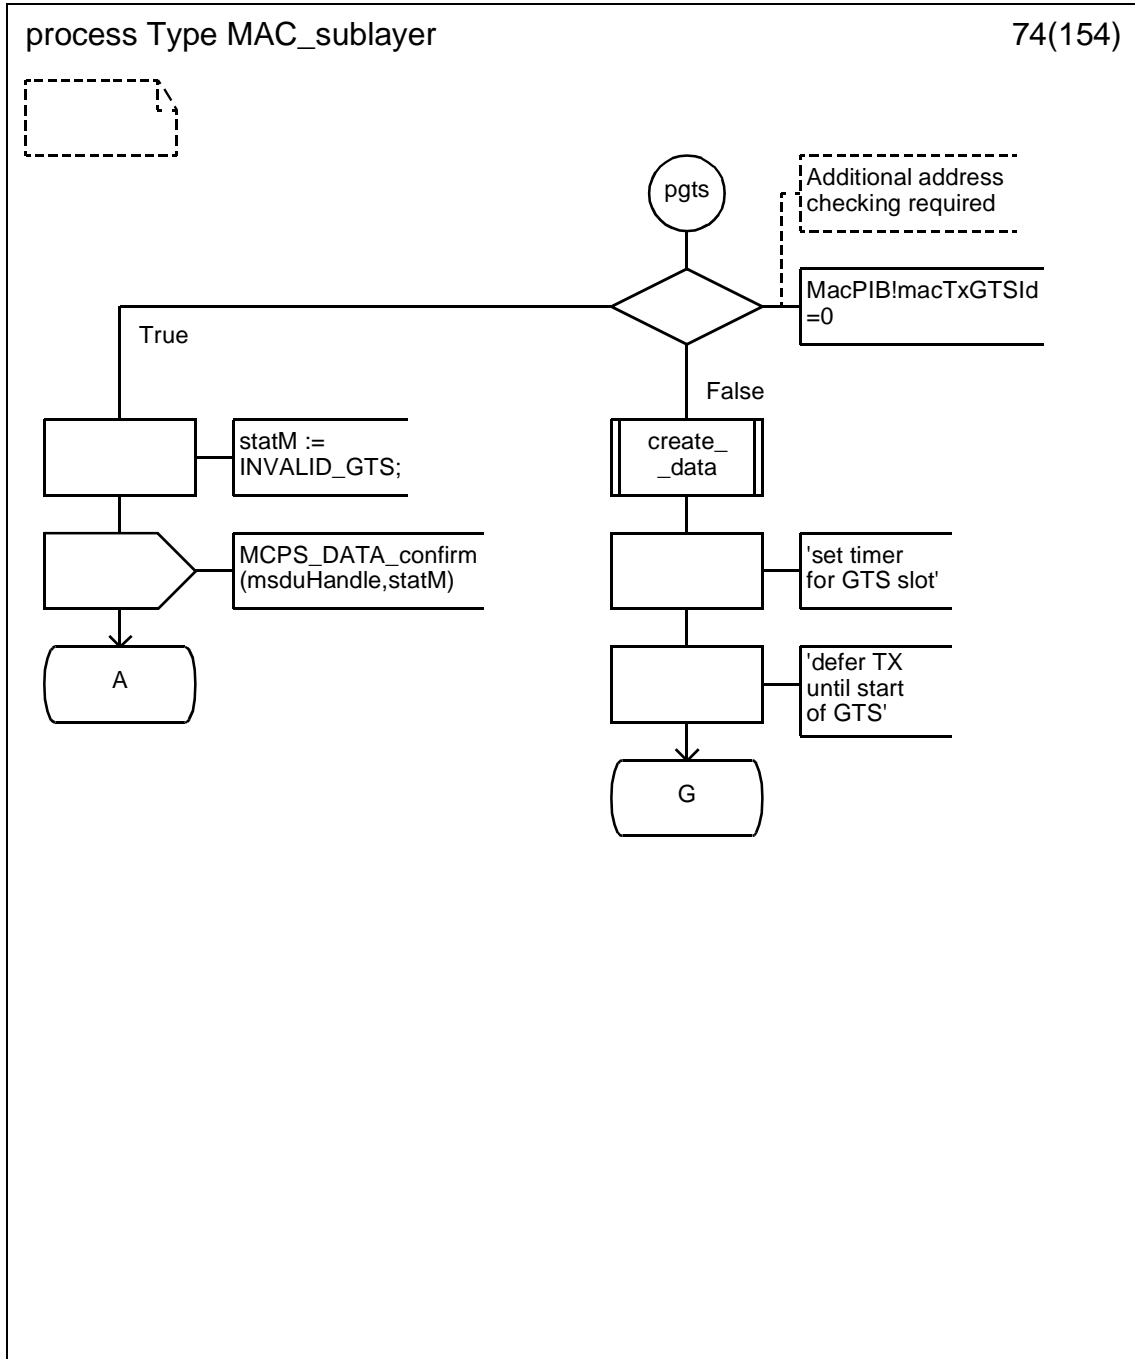 process Type MAC_sublayer
74(154)
pgts
Additional address
checking required
MacPIB!macTxGTSId
=0
True
False
statM :=
INVALID_GTS;
create_
_data
MCPS_DATA_confirm
(msduHandle,statM)
'set timer
for GTS slot'
A
'defer TX
until start
of GTS'
G